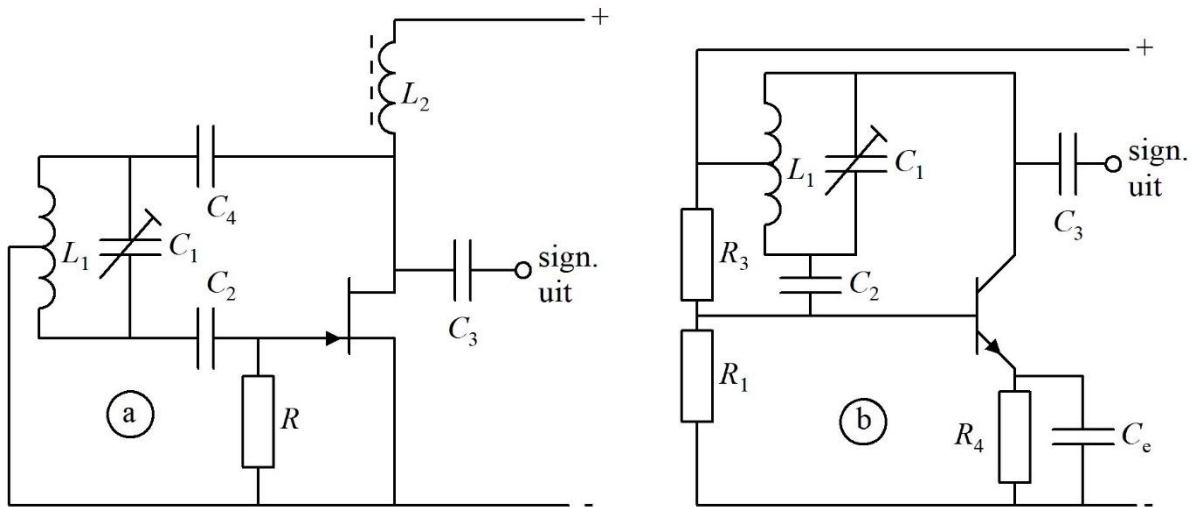 +
L₂
C₄
L₁
C₁
C₂
sign.
uit
C₃
a
R
-
+
L₁
C₁
sign.
uit
C₃
R₃
C₂
R₁
b
R₄
Cₑ
-